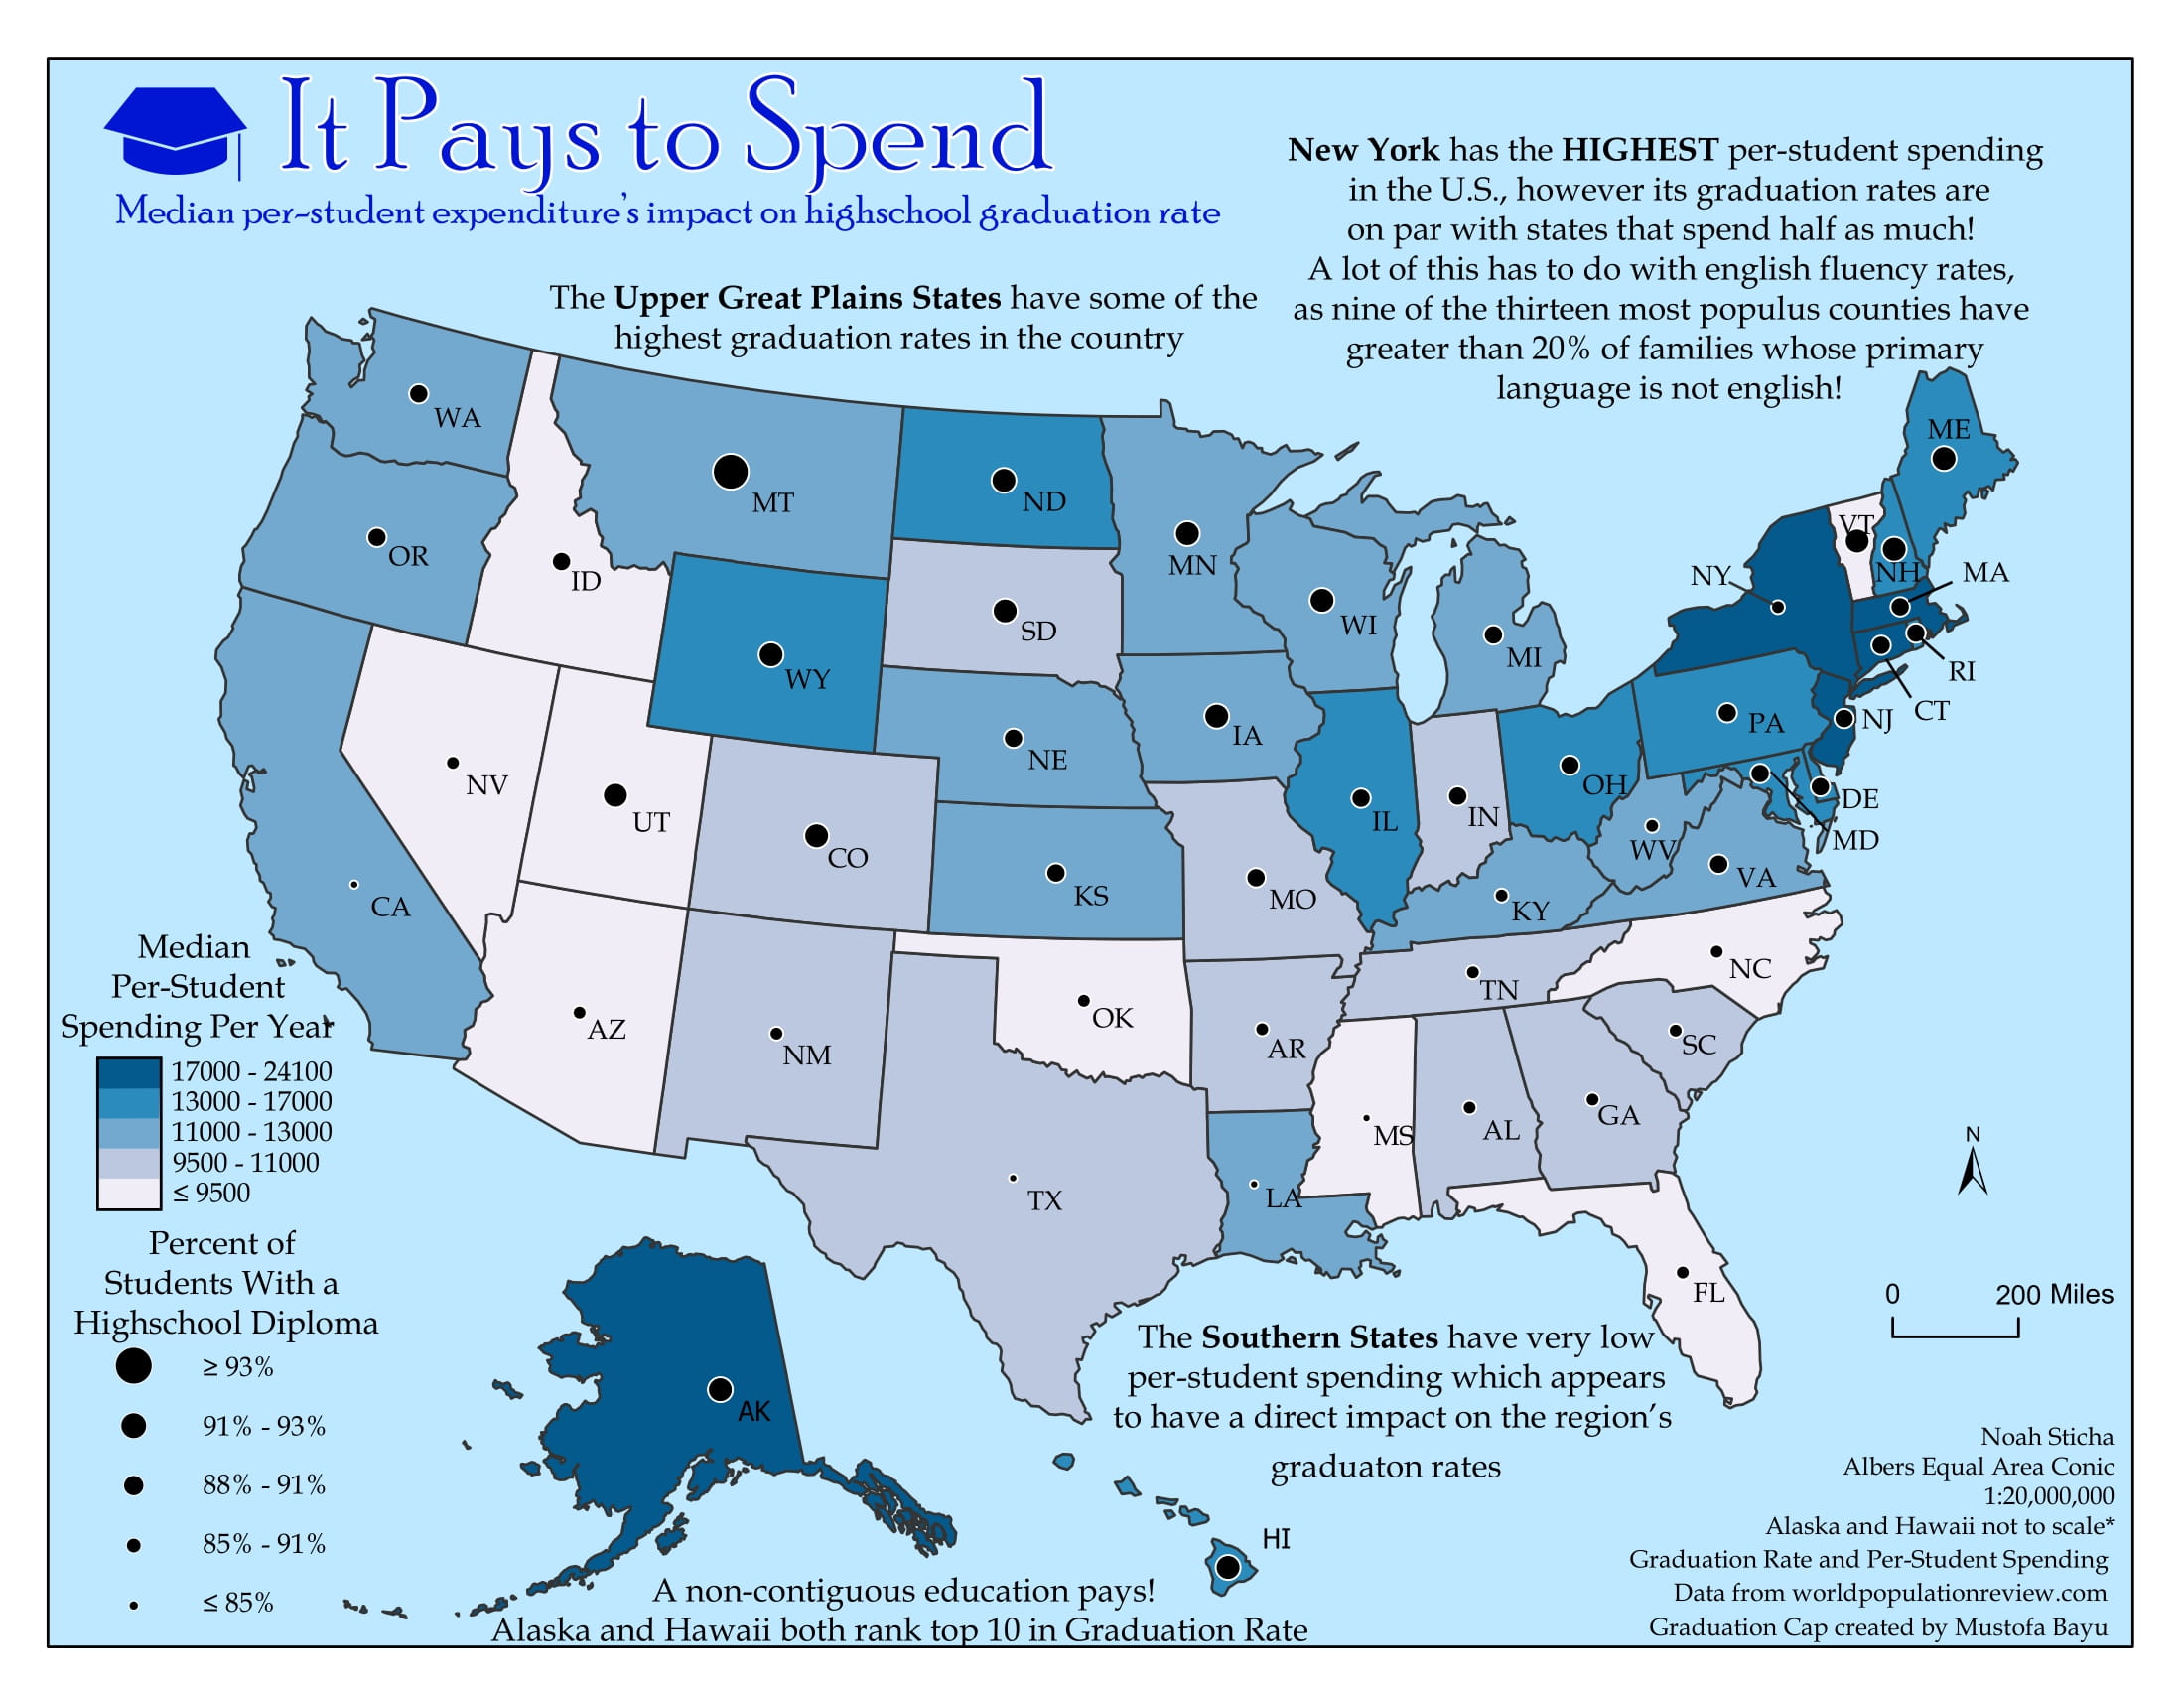 It Pays to Spend
Median per-student expenditure's impact on highschool graduation rate
New York has the HIGHEST per-student spending
in the U.S., however its graduation rates are
on par with states that spend half as much!
A lot of this has to do with english fluency rates,
as nine of the thirteen most populus counties have
greater than 20% of families whose primary
language is not english!
The Upper Great Plains States have some of the
highest graduation rates in the country
WA
MT
ND
MN
ME
OR
ID
SD
WI
MI
VT
NH
NY
MA
RI
CT
WY
NE
IA
PA
NJ
NV
UT
CO
KS
MO
IL
IN
OH
WV
VA
DE
MD
CA
KY
NC
TN
AZ
NM
OK
AR
SC
MS
AL
GA
TX
LA
FL
AK
HI
Median
Per-Student
Spending Per Year
17000 - 24100
13000 - 17000
11000 - 13000
9500 - 11000
≤ 9500
Percent of
Students With a
Highschool Diploma
≥ 93%
91% - 93%
88% - 91%
85% - 91%
≤ 85%
N
0 200 Miles
The Southern States have very low
per-student spending which appears
to have a direct impact on the region's
graduaton rates
A non-contiguous education pays!
Alaska and Hawaii both rank top 10 in Graduation Rate
Noah Sticha
Albers Equal Area Conic
1:20,000,000
Alaska and Hawaii not to scale*
Graduation Rate and Per-Student Spending
Data from worldpopulationreview.com
Graduation Cap created by Mustofa Bayu